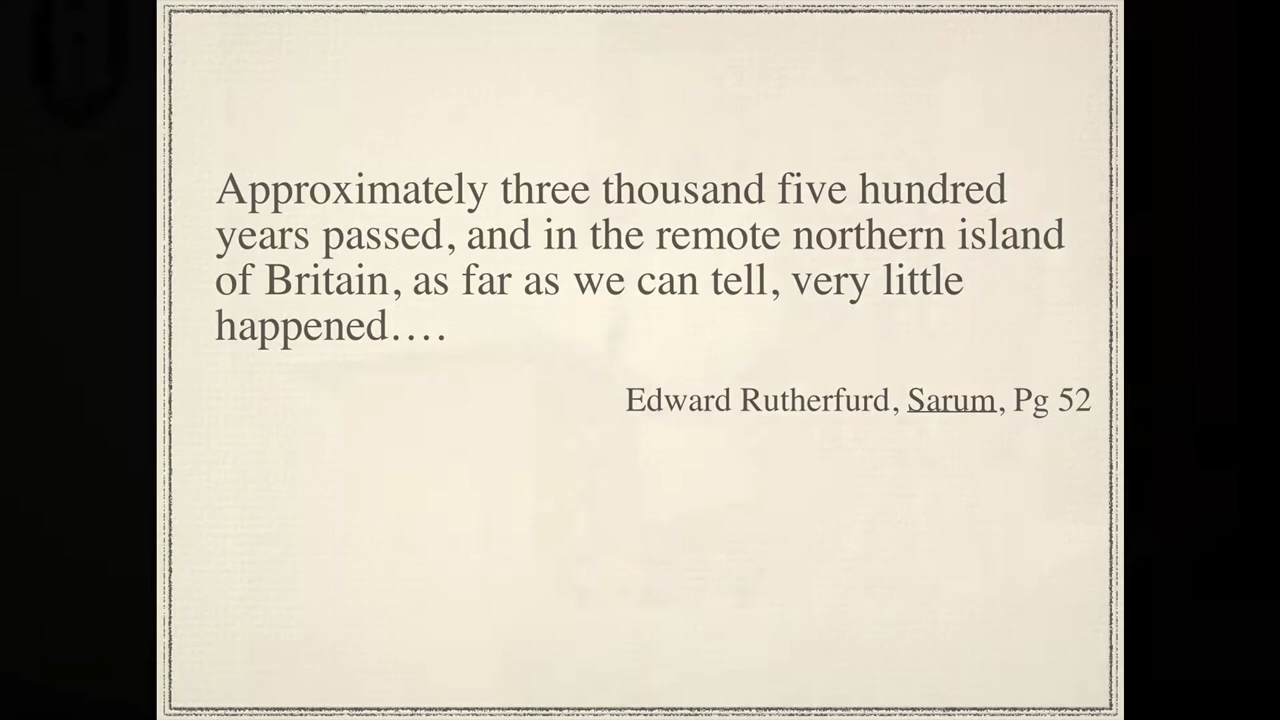 Approximately three thousand five hundred
years passed, and in the remote northern island
of Britain, as far as we can tell, very little
happened….
Edward Rutherfurd, Sarum, Pg 52